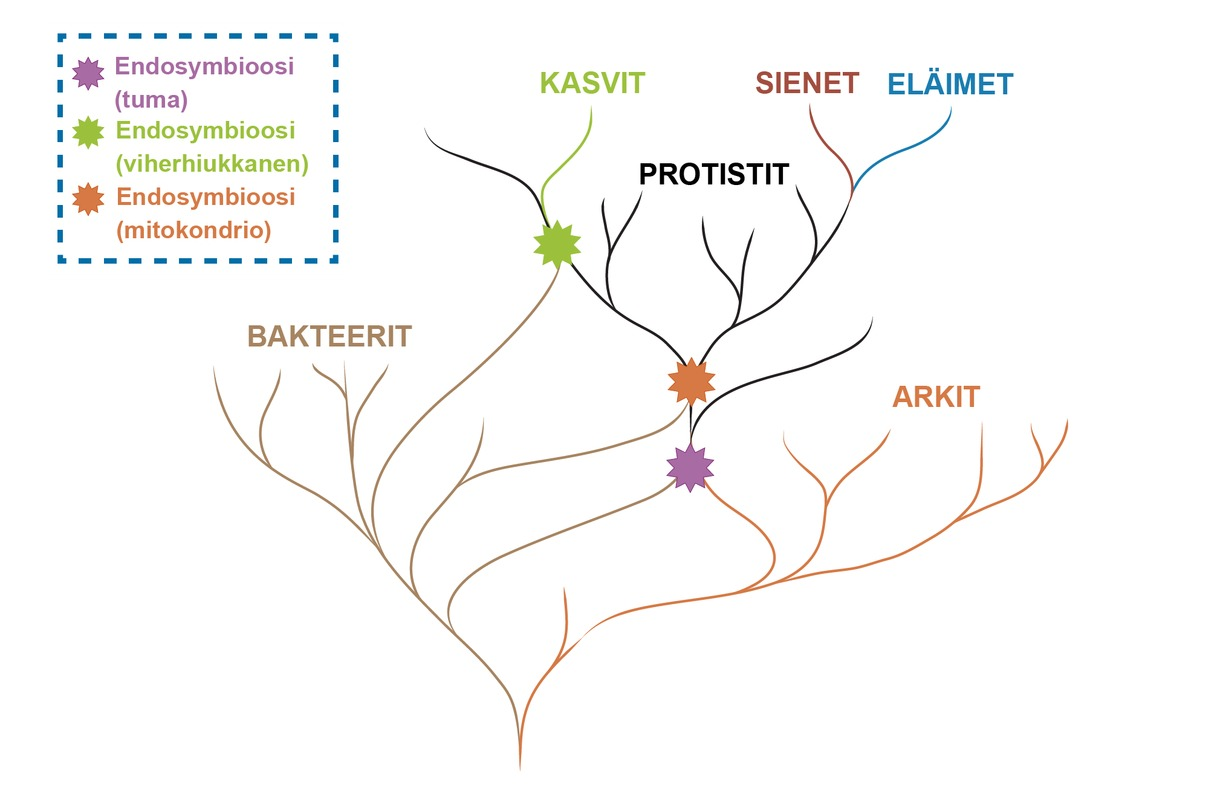 Endosymbioosi
(tuma)
Endosymbioosi
(viherhiukkanen)
Endosymbioosi
(mitokondrio)
KASVIT
SIENET
ELÄIMET
PROTISTIT
BAKTEERIT
ARKIT